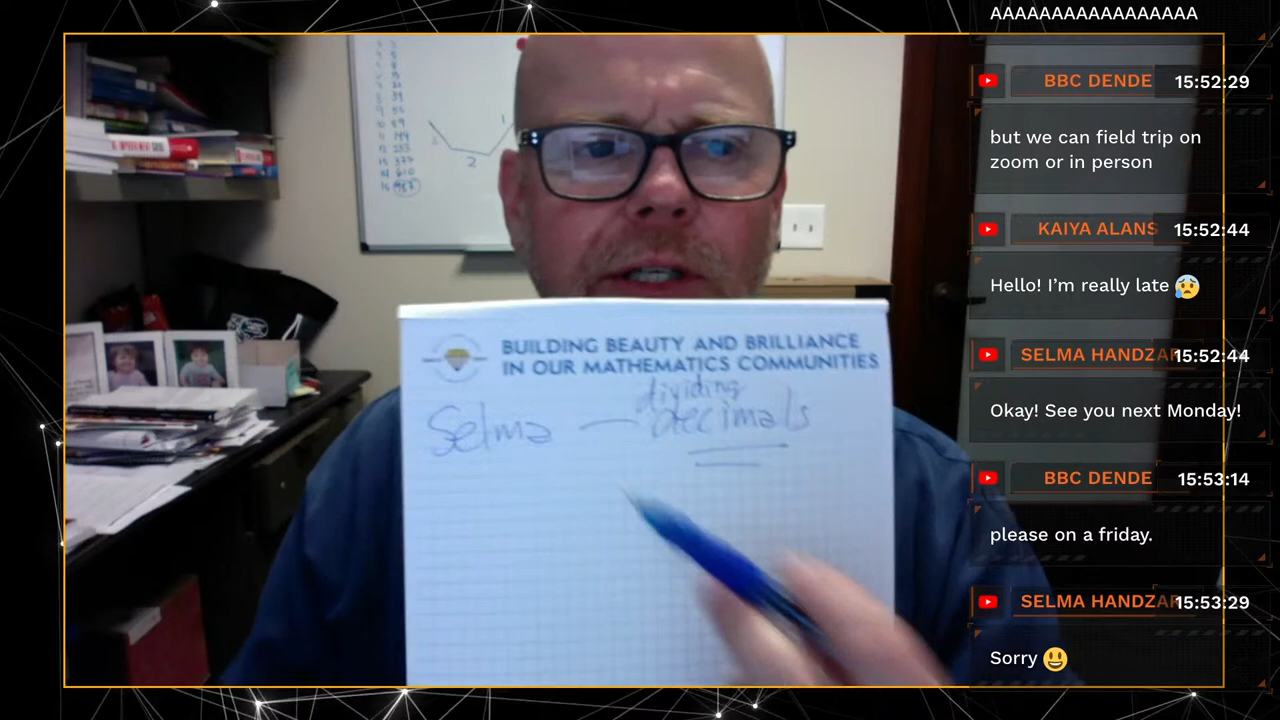 BUILDING BEAUTY AND BRILLIANCE
IN OUR MATHEMATICS COMMUNITIES
dividing
Selma — decimals
2
AAAAAAAAAAAAAAAAA
BBC DENDE 15:52:29
but we can field trip on
zoom or in person
KAIYA ALANS 15:52:44
Hello! I’m really late 😰
SELMA HANDZAR 15:52:44
Okay! See you next Monday!
BBC DENDE 15:53:14
please on a friday.
SELMA HANDZAR 15:53:29
Sorry 😃